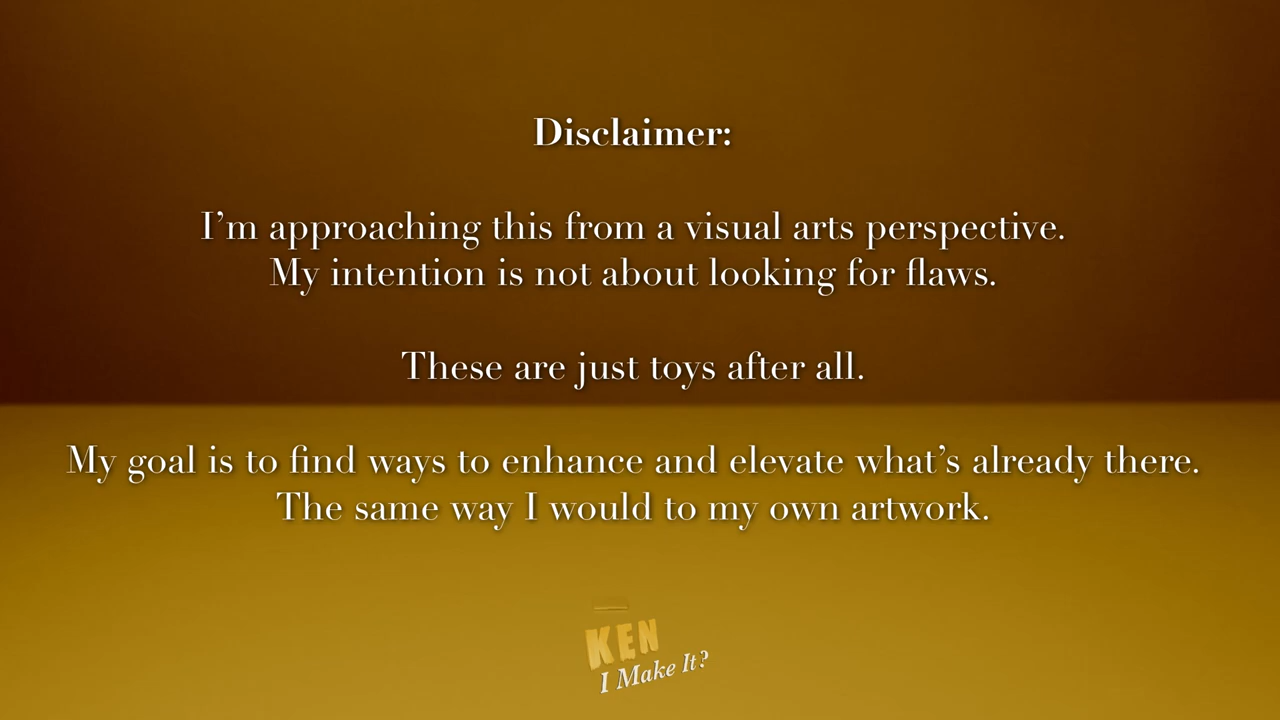 Disclaimer:
I'm approaching this from a visual arts perspective.
My intention is not about looking for flaws.
These are just toys after all.
My goal is to find ways to enhance and elevate what's already there.
The same way I would to my own artwork.
KEN
I Make It?